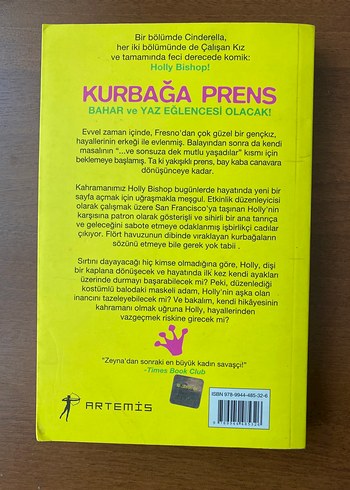 Bir bölümde Cinderella,
her iki bölümünde de Çalışan Kız
ve tamamında feci derecede komik:
Holly Bishop!
KURBAĞA PRENS
BAHAR ve YAZ EĞLENCESİ OLACAK!
Evvel zaman içinde, Fresno'dan çok güzel bir gençkız,
hayallerinin erkeği ile evlenmiş. Balayından sonra da kendi
masalının "...ve sonsuza dek mutlu yaşadılar" kısmı için
beklemeye başlamış. Ta ki yakışıklı prens, bay kaba canavara
dönüşünceye kadar.
Kahramanımız Holly Bishop bugünlerde hayatında yeni bir
sayfa açmak için uğraşmakla meşgul. Etkinlik düzenleyicisi
olarak çalışmak üzere San Francisco'ya taşınan Holly'nin
karşısına patron olarak gösterişli ve sihirli bir ana tanrıça
ve geleceğini sabote etmeye odaklanmış işbirlikçi cadılar
çıkıyor. Flört havuzunun dibinde vıraklayan kurbağaların
sözünü etmeye bile gerek yok tabii .
Sırtını dayayacağı hiç kimse olmadığına göre, Holly, dişi
bir kaplana dönüşecek ve hayatında ilk kez kendi ayakları
üzerinde durmayı başarabilecek mi? Peki, düzenlediği
kostümlü balodaki maskeli adam, Holly'nin aşka olan
inancını tazeleyebilecek mi? Ve bakalım, kendi hikâyesinin
kahramanı olmak uğruna Holly, hayallerinden
vazgeçmek riskine girecek mi?
"Zeyna'dan sonraki en büyük kadın savaşçı!"
-Times Book Club
ARTEMİS
ISBN 978-9944-485-32-6